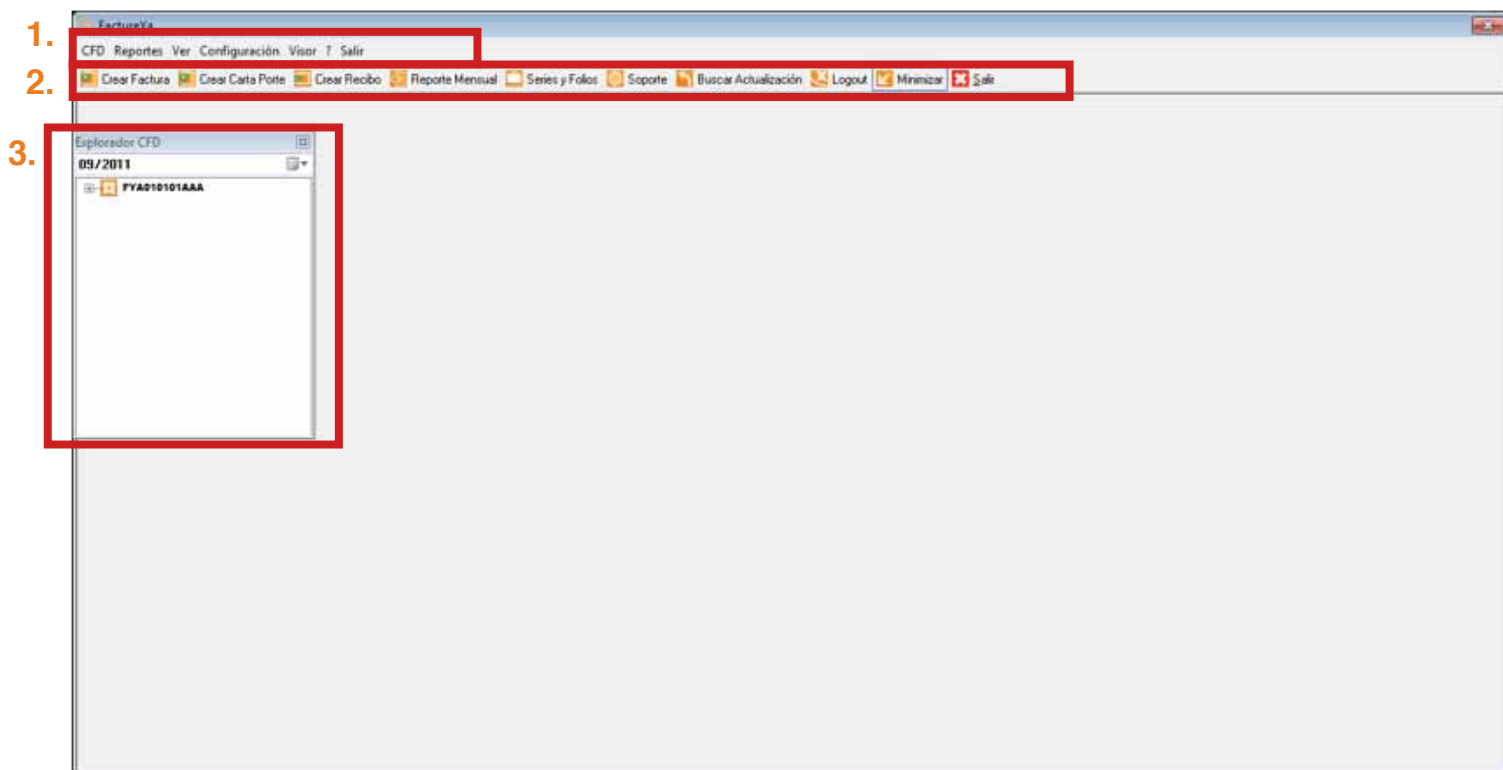 FactureYa
1.
CFD Reportes Ver Configuración Visor ? Salir
2.
Crear Factura Crear Carta Porte Crear Recibo Reporte Mensual Series y Folios Soporte Buscar Actualización Logout Minimizar Salir
3.
Explorador CFD
09/2011
FYA010101AAA